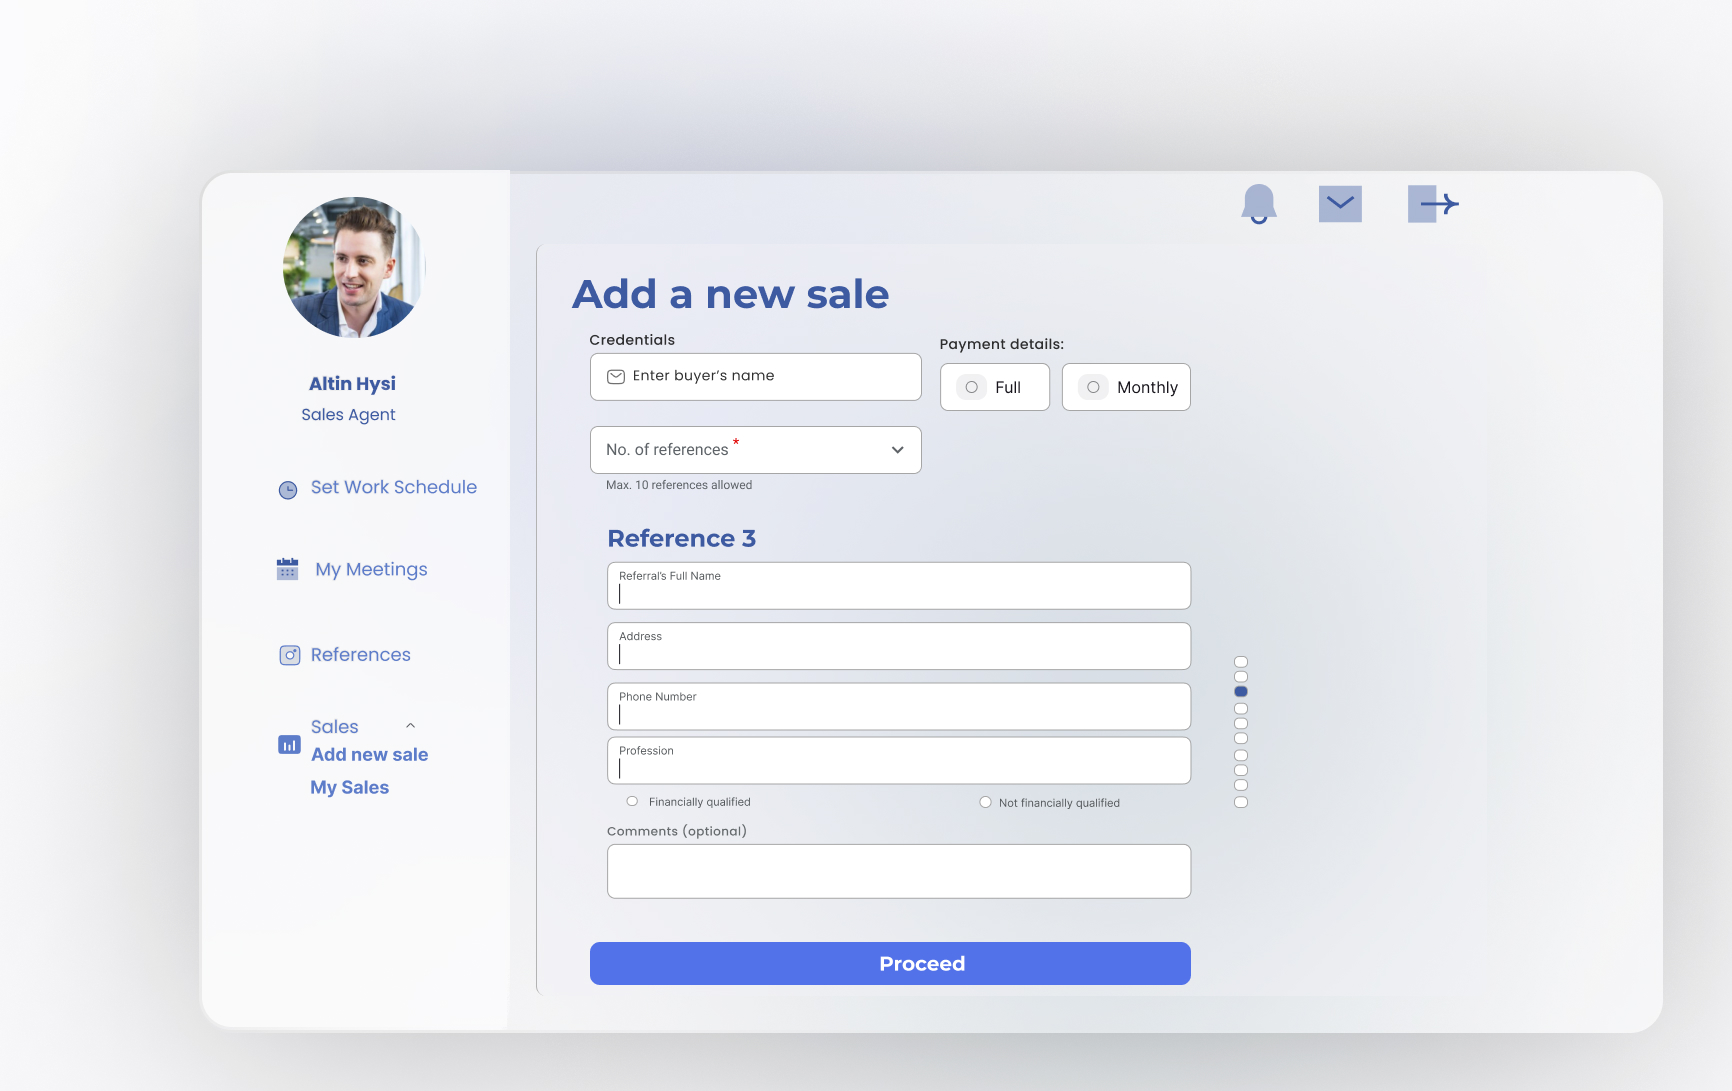 Altin Hysi
Sales Agent
Set Work Schedule
My Meetings
References
Sales
Add new sale
My Sales
Add a new sale
Credentials
Enter buyer's name
Payment details:
Full
Monthly
No. of references *
Max. 10 references allowed
Reference 3
Referral's Full Name
Address
Phone Number
Profession
Financially qualified
Not financially qualified
Comments (optional)
Proceed